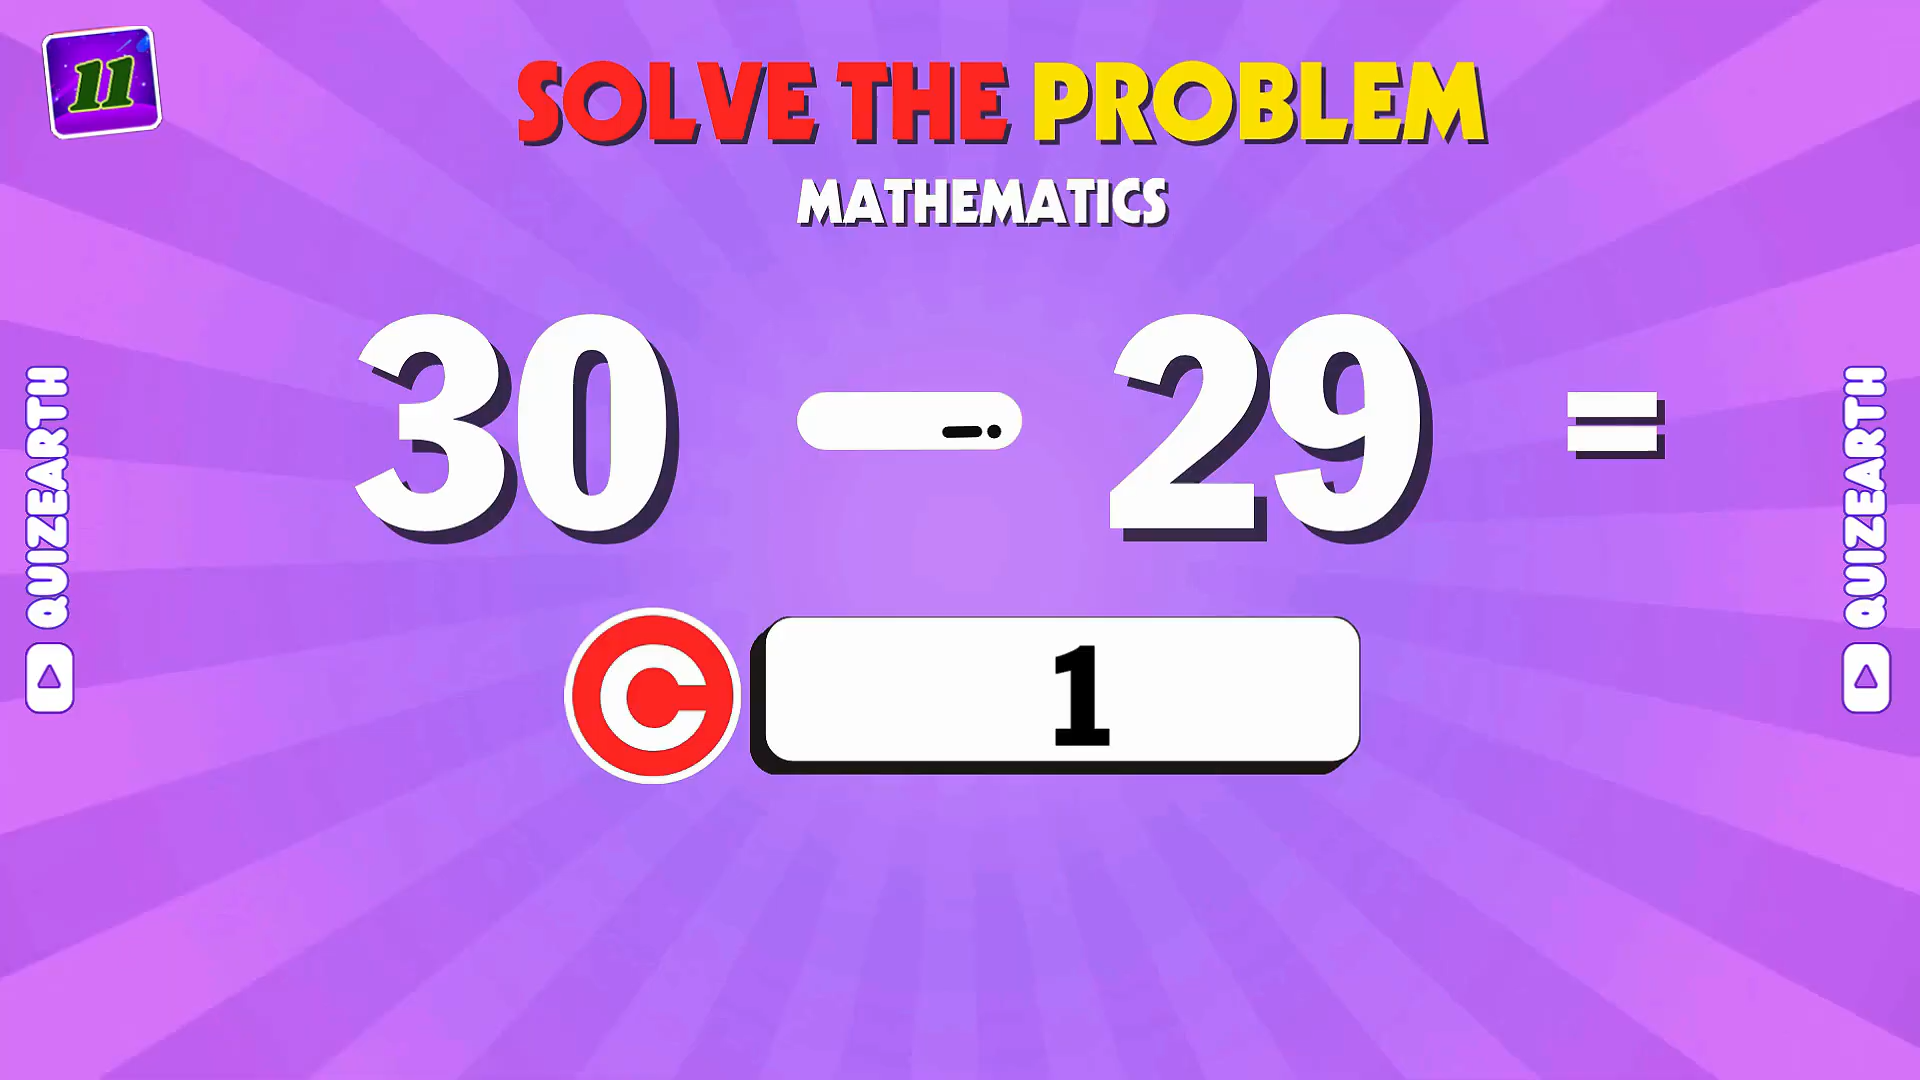 11
SOLVE THE PROBLEM
MATHEMATICS
30 - 29 =
C 1
QUIZEARTH
QUIZEARTH